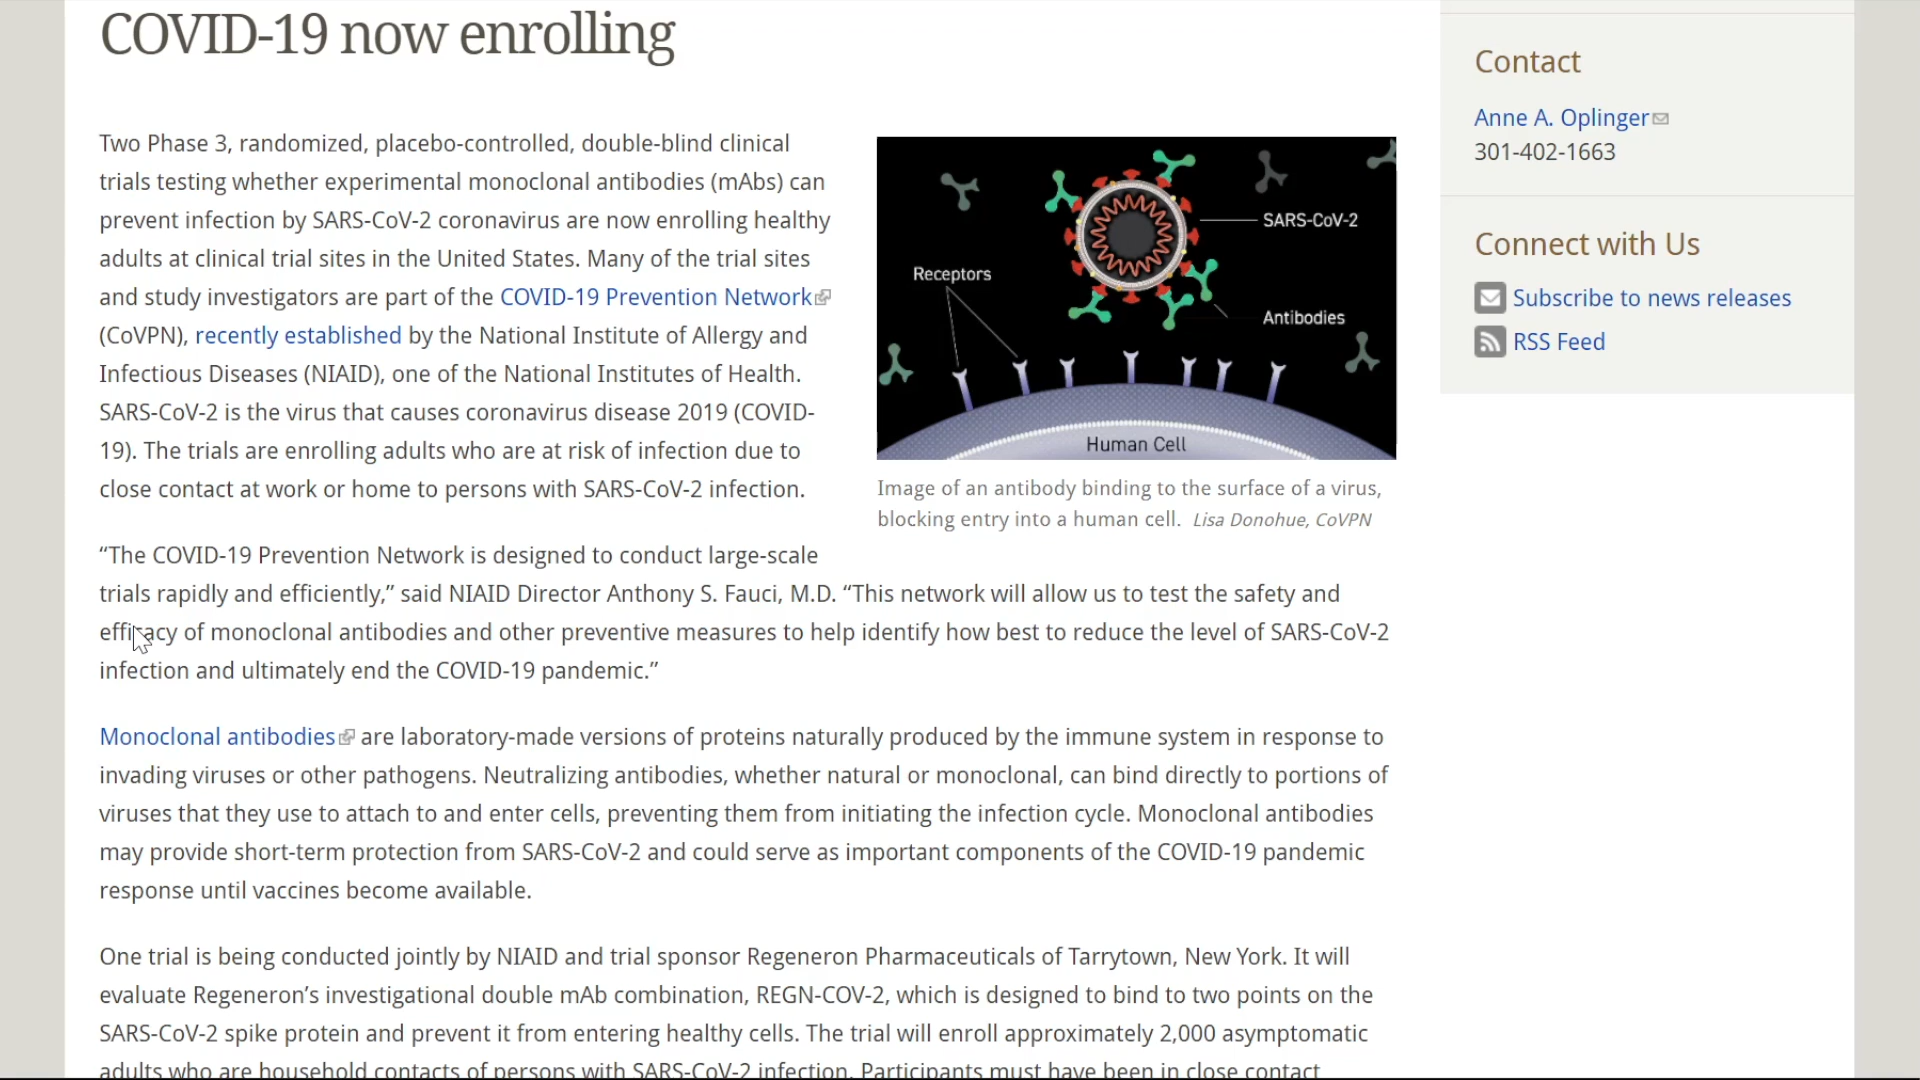 COVID-19 now enrolling
Two Phase 3, randomized, placebo-controlled, double-blind clinical
trials testing whether experimental monoclonal antibodies (mAbs) can
prevent infection by SARS-CoV-2 coronavirus are now enrolling healthy
adults at clinical trial sites in the United States. Many of the trial sites
and study investigators are part of the COVID-19 Prevention Network
(CoVPN), recently established by the National Institute of Allergy and
Infectious Diseases (NIAID), one of the National Institutes of Health.
SARS-CoV-2 is the virus that causes coronavirus disease 2019 (COVID-
19). The trials are enrolling adults who are at risk of infection due to
close contact at work or home to persons with SARS-CoV-2 infection.
SARS-CoV-2
Receptors
Antibodies
Human Cell
Image of an antibody binding to the surface of a virus,
blocking entry into a human cell. Lisa Donohue, CoVPN
“The COVID-19 Prevention Network is designed to conduct large-scale
trials rapidly and efficiently,” said NIAID Director Anthony S. Fauci, M.D. “This network will allow us to test the safety and
efficacy of monoclonal antibodies and other preventive measures to help identify how best to reduce the level of SARS-CoV-2
infection and ultimately end the COVID-19 pandemic.”
Monoclonal antibodies are laboratory-made versions of proteins naturally produced by the immune system in response to
invading viruses or other pathogens. Neutralizing antibodies, whether natural or monoclonal, can bind directly to portions of
viruses that they use to attach to and enter cells, preventing them from initiating the infection cycle. Monoclonal antibodies
may provide short-term protection from SARS-CoV-2 and could serve as important components of the COVID-19 pandemic
response until vaccines become available.
One trial is being conducted jointly by NIAID and trial sponsor Regeneron Pharmaceuticals of Tarrytown, New York. It will
evaluate Regeneron’s investigational double mAb combination, REGN-COV-2, which is designed to bind to two points on the
SARS-CoV-2 spike protein and prevent it from entering healthy cells. The trial will enroll approximately 2,000 asymptomatic
adults who are household contacts of persons with SARS-CoV-2 infection. Participants must have been in close contact
Contact
Anne A. Oplinger
301-402-1663
Connect with Us
Subscribe to news releases
RSS Feed